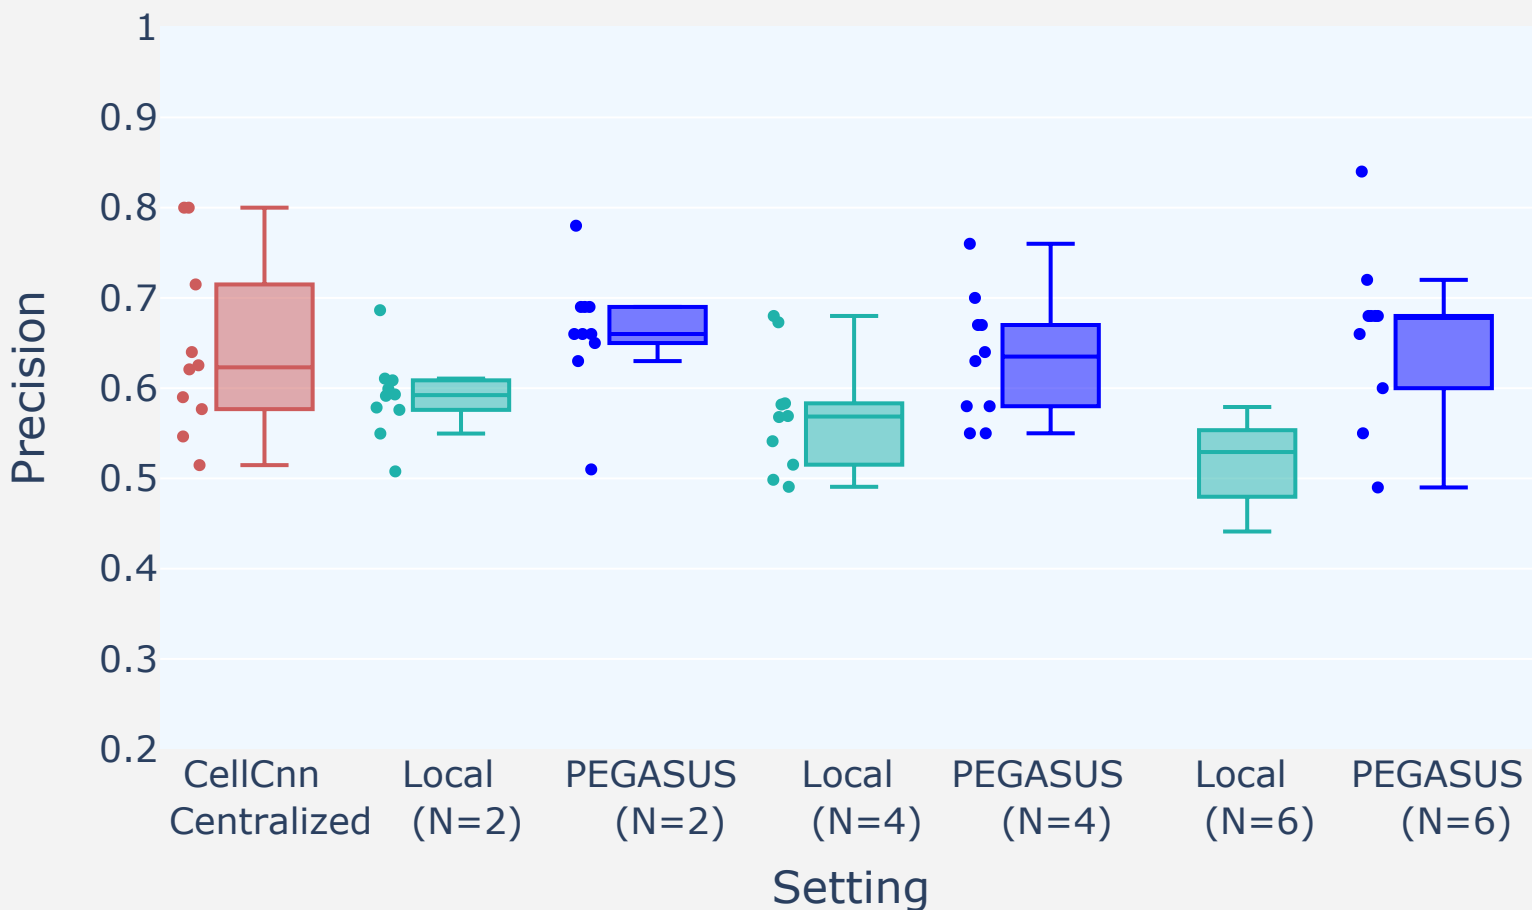 Precision
1
0.9
0.8
0.7
0.6
0.5
0.4
0.3
0.2
CellCnn Local PEGASUS Local PEGASUS Local PEGASUS
Centralized (N=2) (N=2) (N=4) (N=4) (N=6) (N=6)
Setting